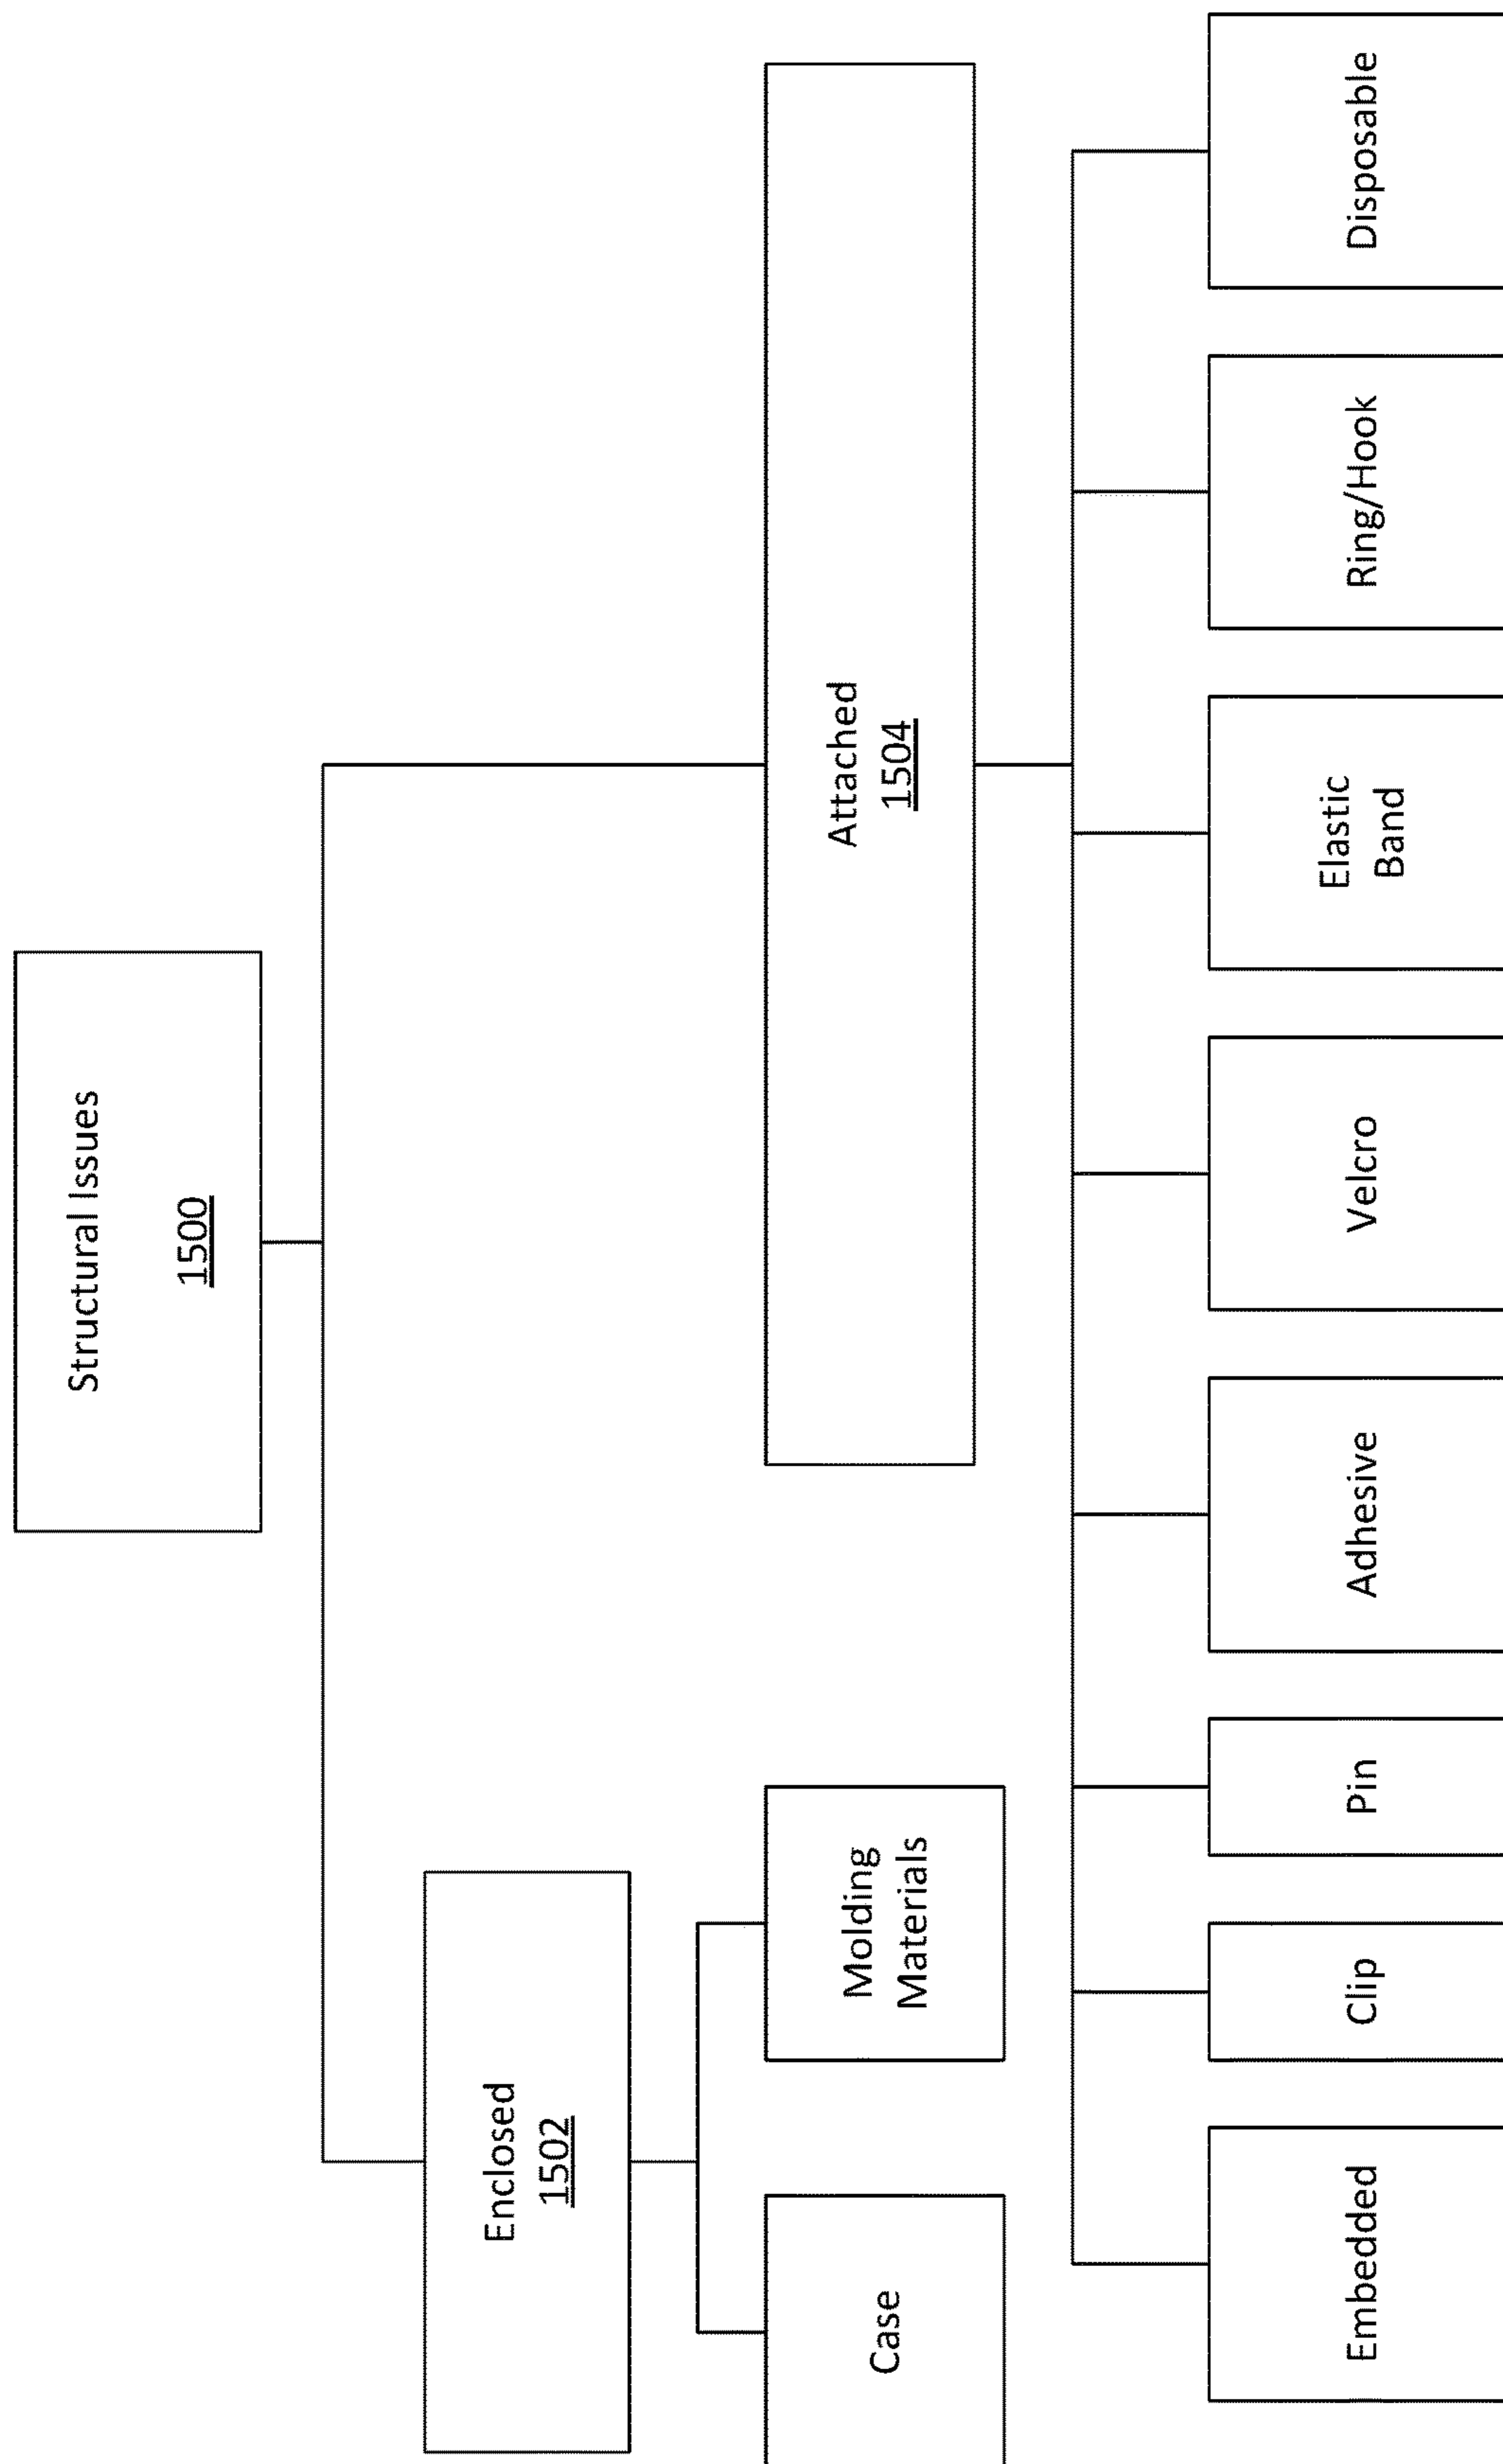 Structural Issues
1500
Enclosed
1502
Attached
1504
Case
Molding
Materials
Embedded
Clip
Pin
Adhesive
Velcro
Elastic
Band
Ring/Hook
Disposable